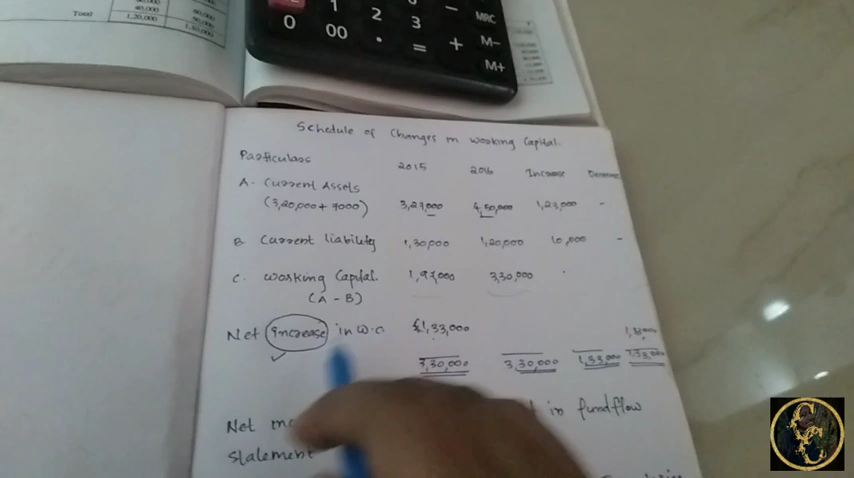 0 1 2 3 - MRC
00 . = + M-
M+
Total 1,20,000
Schedule of Changes in Working Capital.
Particulars 2015 2016 Increase Decrease
A. Current Assets
(3,20,000 + 7000) 3,27,000 4,50,000 1,23,000 -
B. Current liability 1,30,000 1,20,000 10,000 -
C. Working Capital. 1,97,000 3,30,000
(A - B)
Net increase in W.C 1,33,000
3,30,000 3,30,000 1,33,000 1,33,000
Net in fundflow
statement